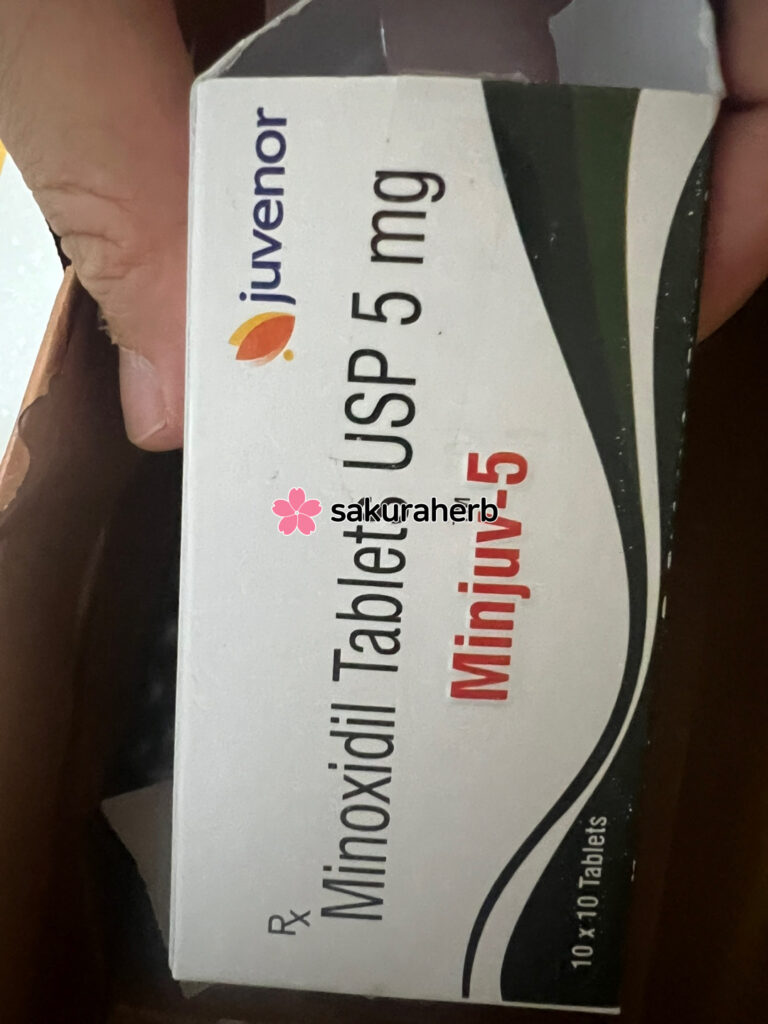 juvenor
Rx
Minoxidil Tablets USP 5 mg
Minjuv-5
10 x 10 Tablets
sakuraherb